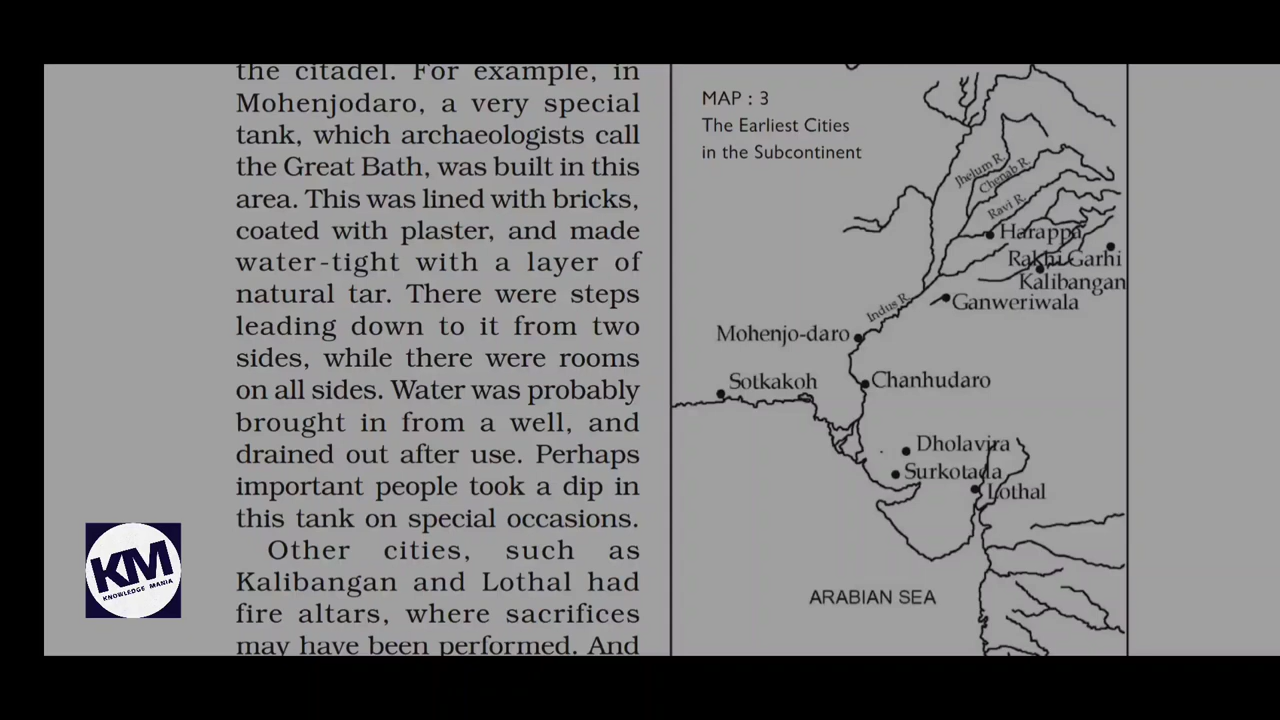 the citadel. For example, in
Mohenjodaro, a very special
tank, which archaeologists call
the Great Bath, was built in this
area. This was lined with bricks,
coated with plaster, and made
water-tight with a layer of
natural tar. There were steps
leading down to it from two
sides, while there were rooms
on all sides. Water was probably
brought in from a well, and
drained out after use. Perhaps
important people took a dip in
this tank on special occasions.
Other cities, such as
Kalibangan and Lothal had
fire altars, where sacrifices
may have been performed. And
MAP : 3
The Earliest Cities
in the Subcontinent
Jhelum R.
Chenab R.
Ravi R.
Harappa
Rakhi Garhi
Kalibangan
Ganweriwala
Indus R.
Mohenjo-daro
Sotkakoh
Chanhudaro
Dholavira
Surkotada
Lothal
ARABIAN SEA
KM
KNOWLEDGE MANIA